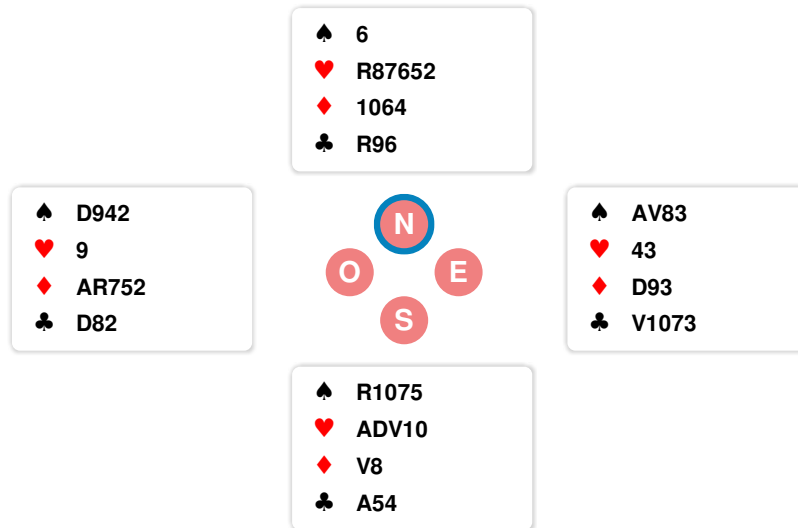 ♠ 6
♥ R87652
♦ 1064
♣ R96
♠ D942
♥ 9
♦ AR752
♣ D82
N
O E
S
♠ AV83
♥ 43
♦ D93
♣ V1073
♠ R1075
♥ ADV10
♦ V8
♣ A54